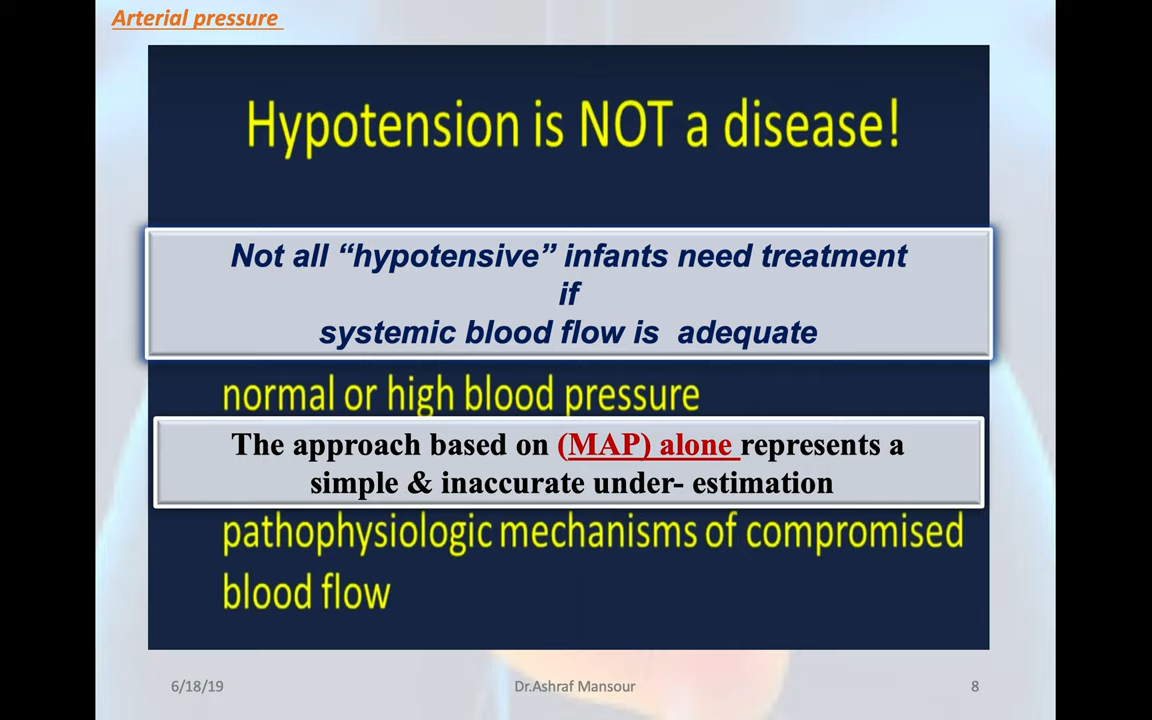 Arterial pressure
Hypotension is NOT a disease!
Not all “hypotensive” infants need treatment
if
systemic blood flow is adequate
normal or high blood pressure
The approach based on (MAP) alone represents a
simple & inaccurate under- estimation
pathophysiologic mechanisms of compromised
blood flow
6/18/19
Dr.Ashraf Mansour
8